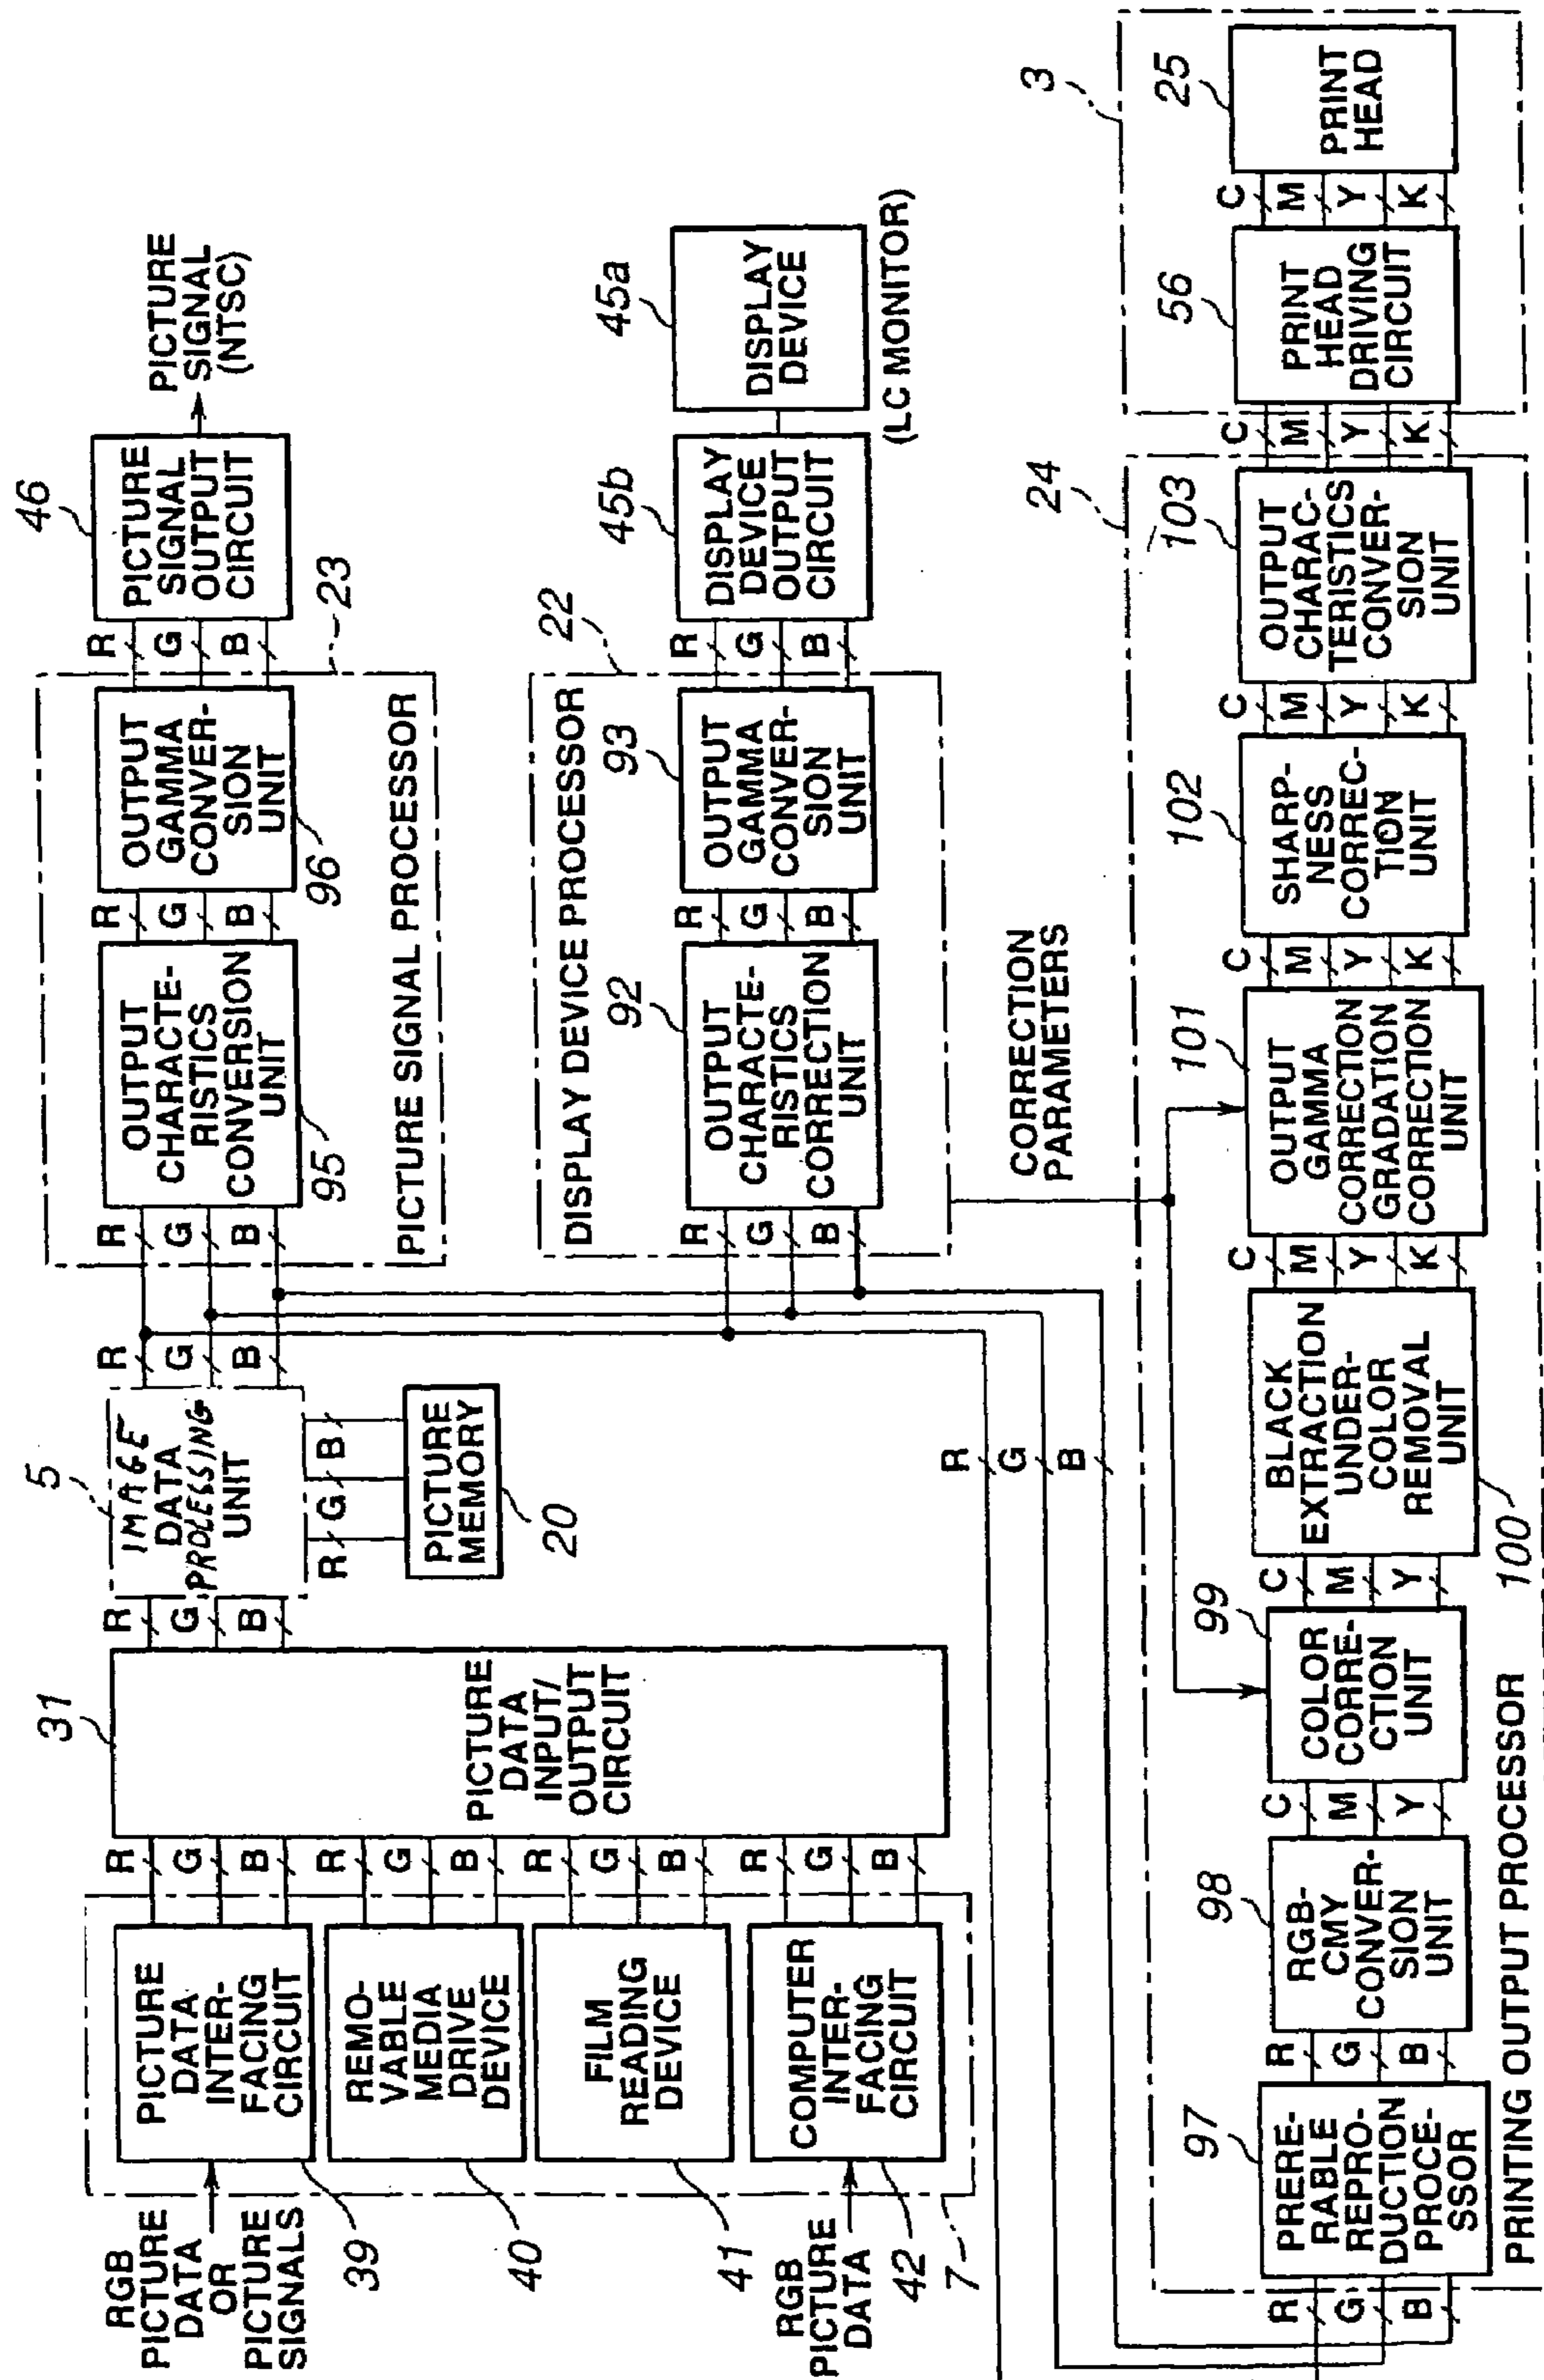 RGB
PICTURE
DATA
OR
PICTURE
SIGNALS
39
PICTURE
DATA
INTER-
FACING
CIRCUIT
R
G
B
40
REMO-
VABLE
MEDIA
DRIVE
DEVICE
R
G
B
41
FILM
READING
DEVICE
R
G
B
RGB
PICTURE
DATA
42
COMPUTER
INTER-
FACING
CIRCUIT
R
G
B
7
31
PICTURE
DATA
INPUT/
OUTPUT
CIRCUIT
R
G
B
5
IMAGE
DATA
PROCESSING
UNIT
R
G
B
PICTURE
MEMORY
20
R
G
B
R
G
B
95
OUTPUT
CHARACTE-
RISTICS
CONVERSION
UNIT
R
G
B
96
OUTPUT
GAMMA
CONVER-
SION
UNIT
PICTURE SIGNAL PROCESSOR
23
R
G
B
46
PICTURE
SIGNAL
OUTPUT
CIRCUIT
PICTURE
SIGNAL
(NTSC)
DISPLAY DEVICE PROCESSOR
22
R
G
B
92
OUTPUT
CHARACTE-
RISTICS
CORRECTION
UNIT
R
G
B
93
OUTPUT
GAMMA
CONVER-
SION
UNIT
R
G
B
45b
DISPLAY
DEVICE
OUTPUT
CIRCUIT
45a
DISPLAY
DEVICE
(LC MONITOR)
CORRECTION
PARAMETERS
R
G
B
R
G
B
97
PRERE-
RABLE
REPRO-
DUCTION
PROCE-
SSOR
R
G
B
98
RGB-
CMY
CONVER-
SION
UNIT
C
M
Y
99
COLOR
CORRE-
CTION
UNIT
C
M
Y
100
BLACK
EXTRACTION
UNDER-
COLOR
REMOVAL
UNIT
C
M
Y
K
101
OUTPUT
GAMMA
CORRECTION
GRADATION
CORRECTION
UNIT
C
M
Y
K
102
SHARP-
NESS
CORREC-
TION
UNIT
C
M
Y
K
103
OUTPUT
CHARAC-
TERISTICS
CONVER-
SION
UNIT
24
PRINTING OUTPUT PROCESSOR
C
M
Y
K
56
PRINT
HEAD
DRIVING
CIRCUIT
C
M
Y
K
25
PRINT
HEAD
3